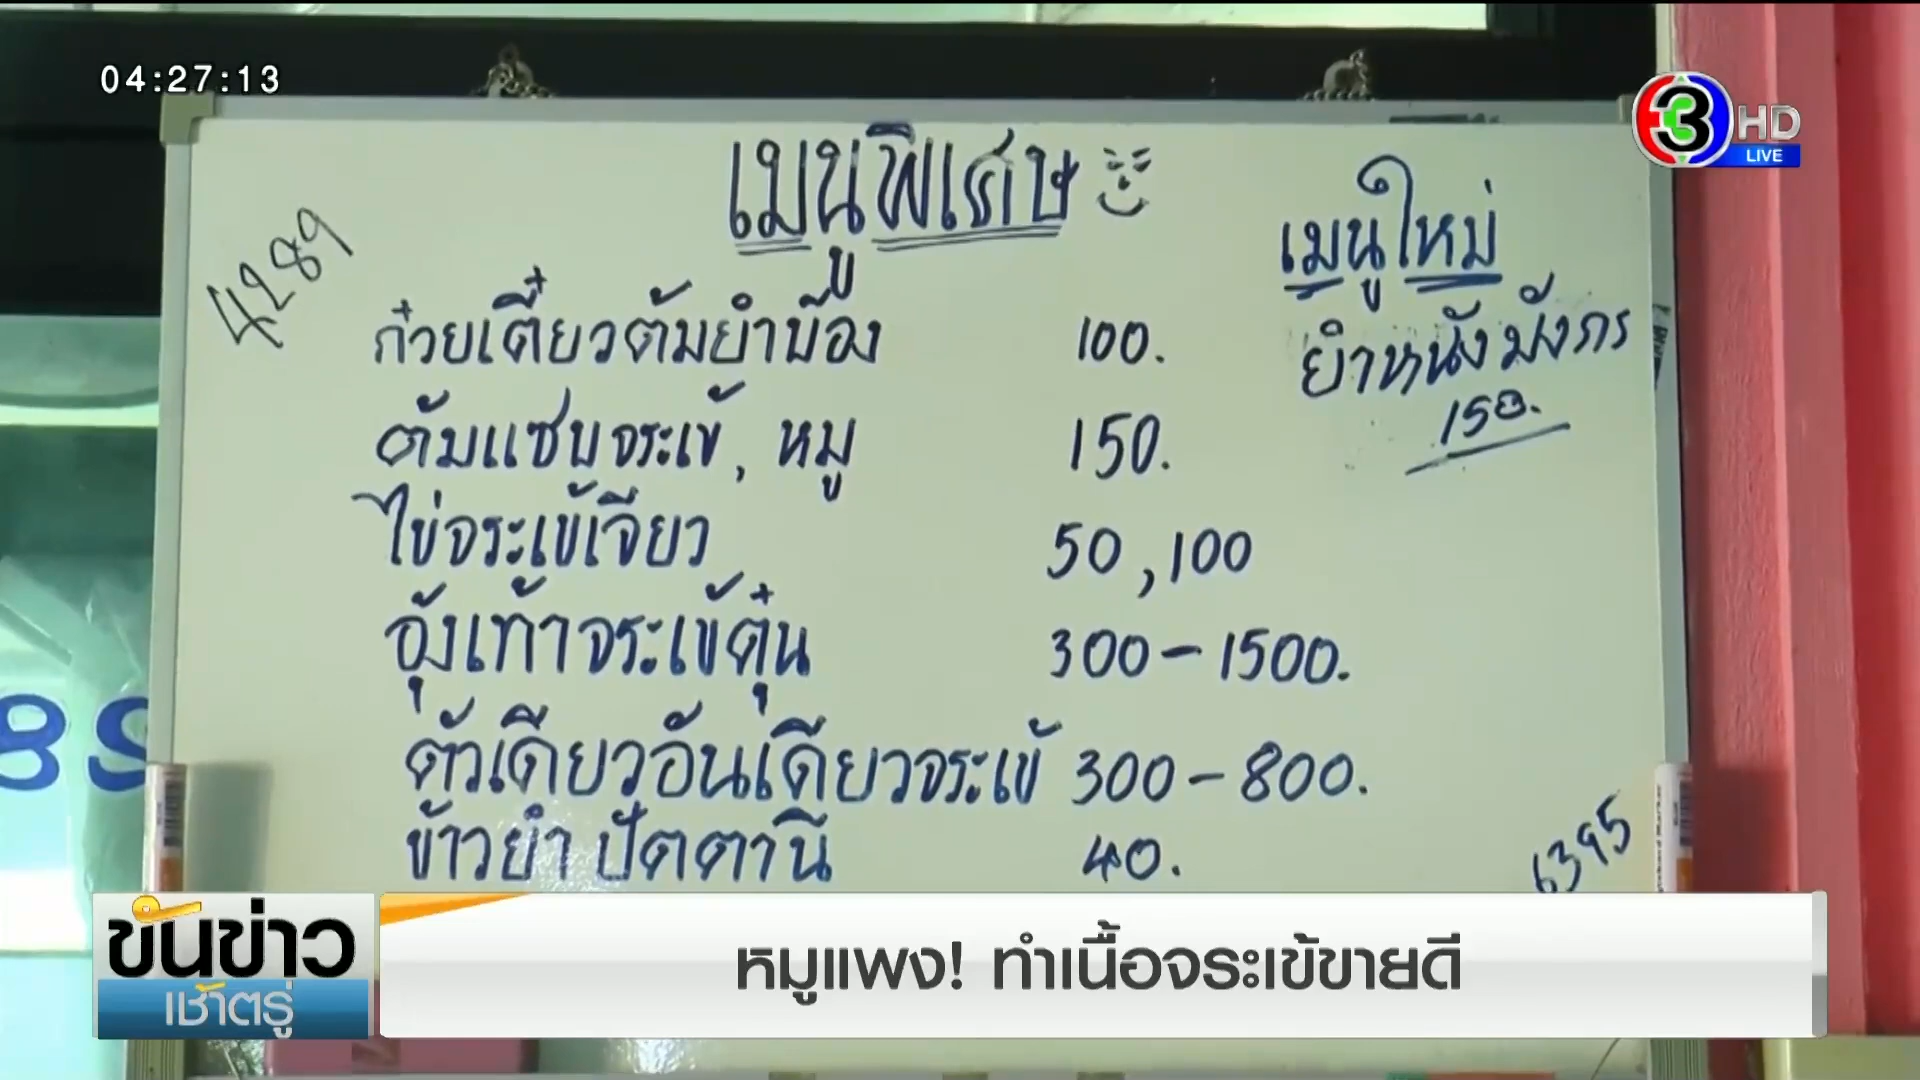 04:27:13
3 HD
LIVE
เมนูพิเศษ
4289
เมนูใหม่
ก๋วยเตี๋ยวต้มยำบ๊อง 100.
ยำหนังมังกร
150.
ต้มแซบจระเข้, หมู 150.
ไข่จระเข้เจียว 50,100
อุ้งเท้าจระเข้ตุ๋น 300-1500.
ตัวเดียวอันเดียวจระเข้ 300-800.
ข้าวยำ ปัตตานี 40.
6395
ขันข่าว
เช้าตรู่
หมูแพง! ทำเนื้อจระเข้ขายดี